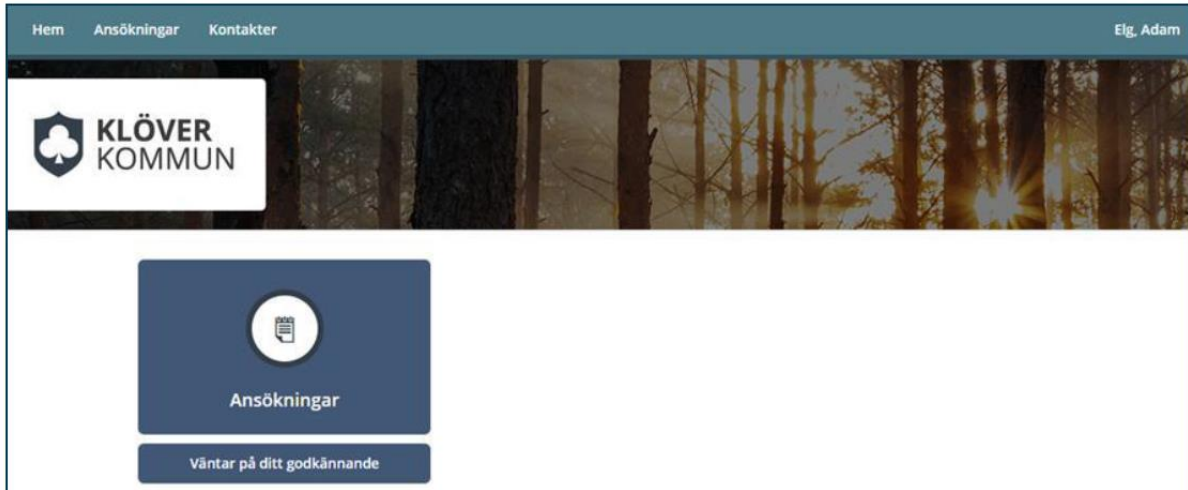 Hem Ansökningar Kontakter Elg, Adam
KLÖVER
KOMMUN
Ansökningar
Väntar på ditt godkännande